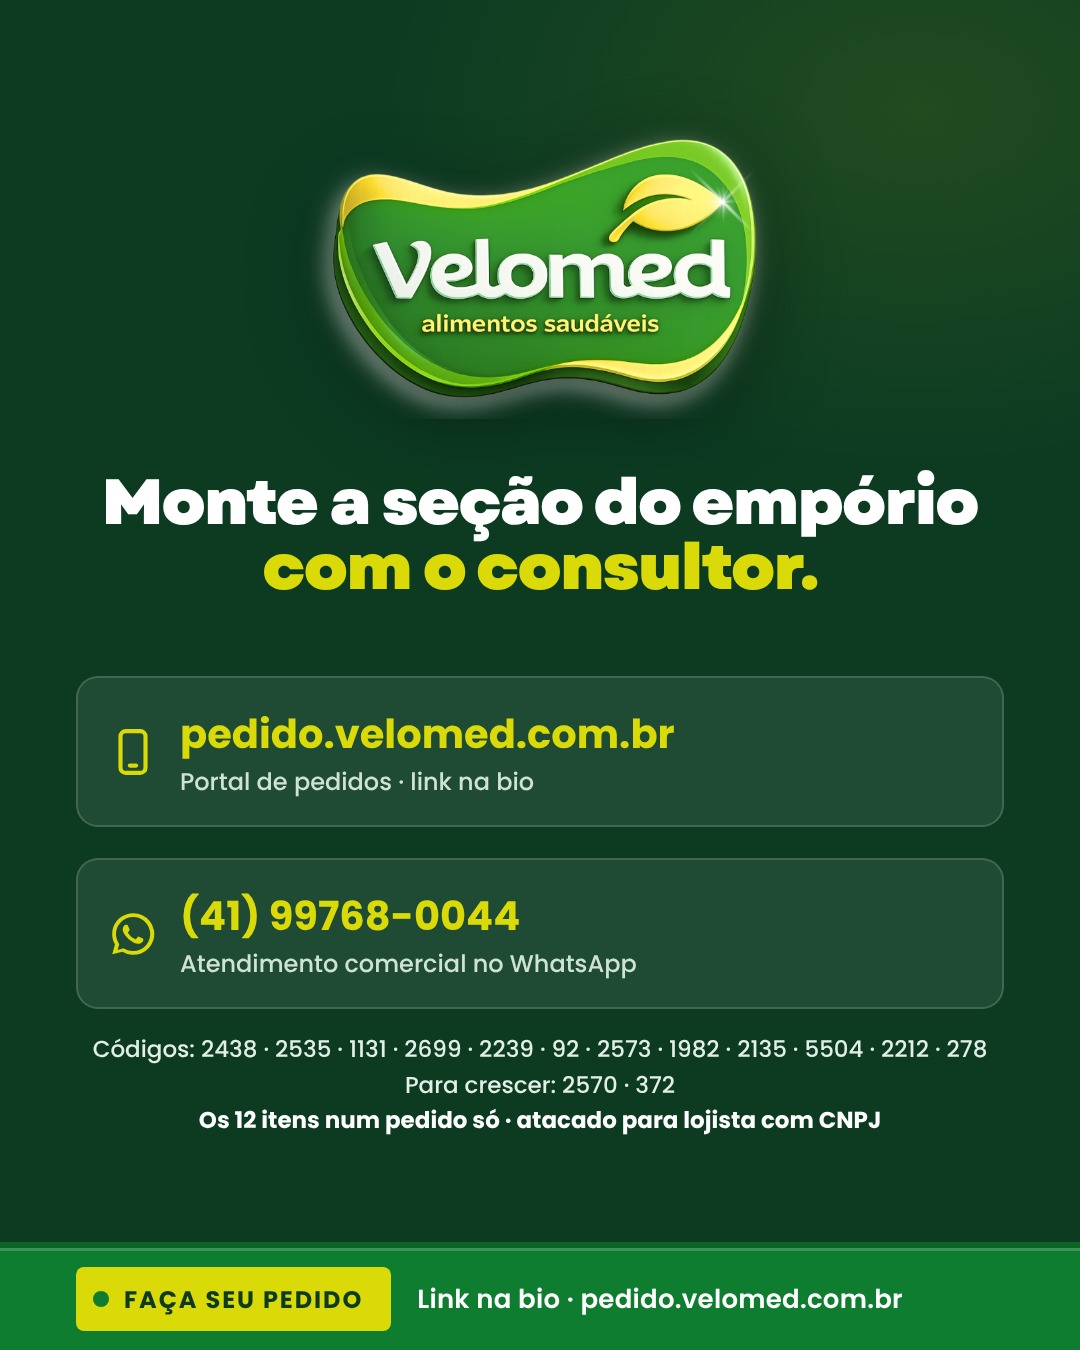 Velomed
alimentos saudáveis
Monte a seção do empório
com o consultor.
pedido.velomed.com.br
Portal de pedidos · link na bio
(41) 99768-0044
Atendimento comercial no WhatsApp
Códigos: 2438 · 2535 · 1131 · 2699 · 2239 · 92 · 2573 · 1982 · 2135 · 5504 · 2212 · 278
Para crescer: 2570 · 372
Os 12 itens num pedido só · atacado para lojista com CNPJ
FAÇA SEU PEDIDO
Link na bio · pedido.velomed.com.br